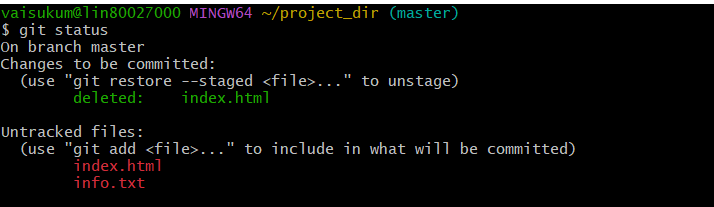 vaisukum@lin80027000 MINGW64 ~/project_dir (master)
$ git status
On branch master
Changes to be committed:
  (use "git restore --staged <file>..." to unstage)
        deleted:    index.html

Untracked files:
  (use "git add <file>..." to include in what will be committed)
        index.html
        info.txt